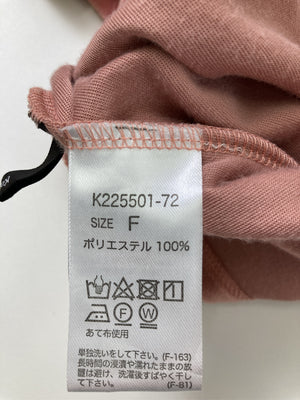 K225501-72
SIZE F
ポリエステル 100%
F W
あて布使用
単独洗いをして下さい。(F-163)
長時間の浸漬や濡れたままの放
置は避け、洗濯後すばやく干し
て下さい。(F-81)